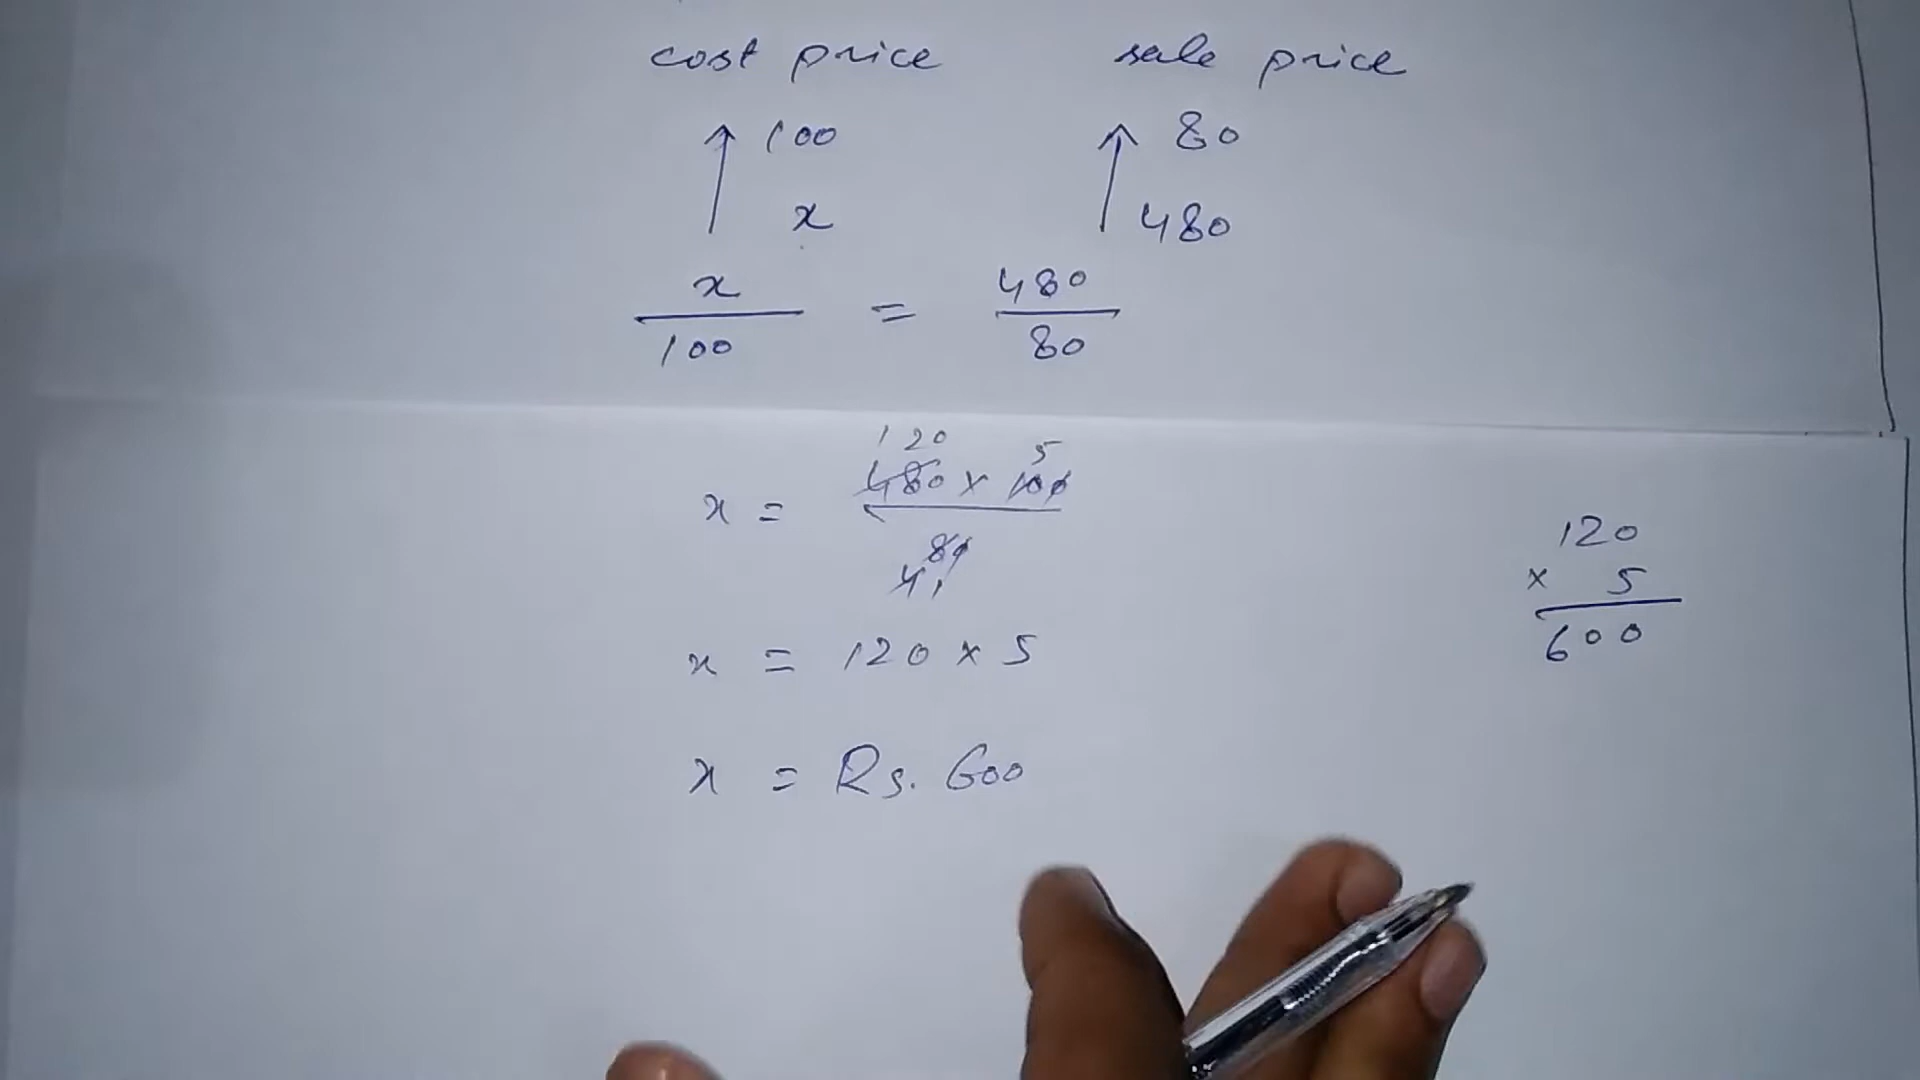 cost price sale price
↑ 100 ↑ 80
x 480
x/100 = 480/80
120 5
x = 480 x 100
80
4 1
x = 120 x 5
x = Rs. 600
120
x 5
600